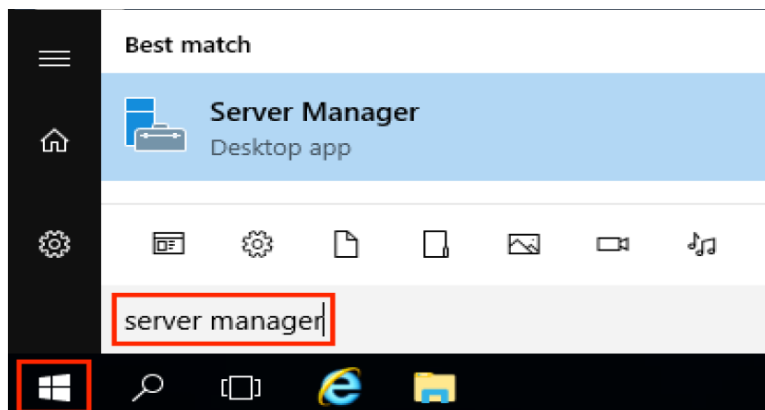 Best match
Server Manager
Desktop app
server manager